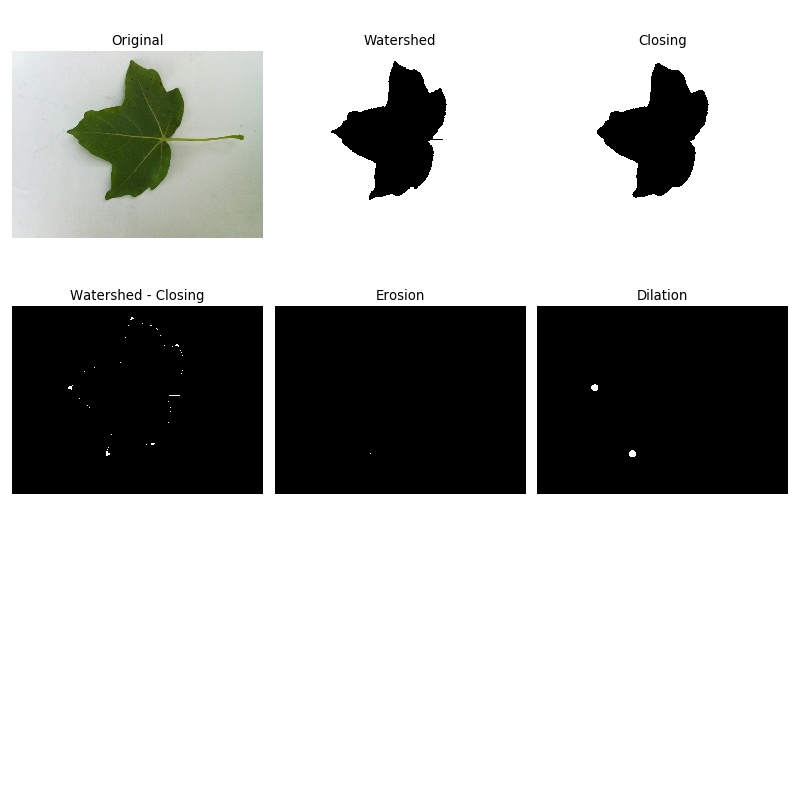 Original
Watershed
Closing
Watershed - Closing
Erosion
Dilation